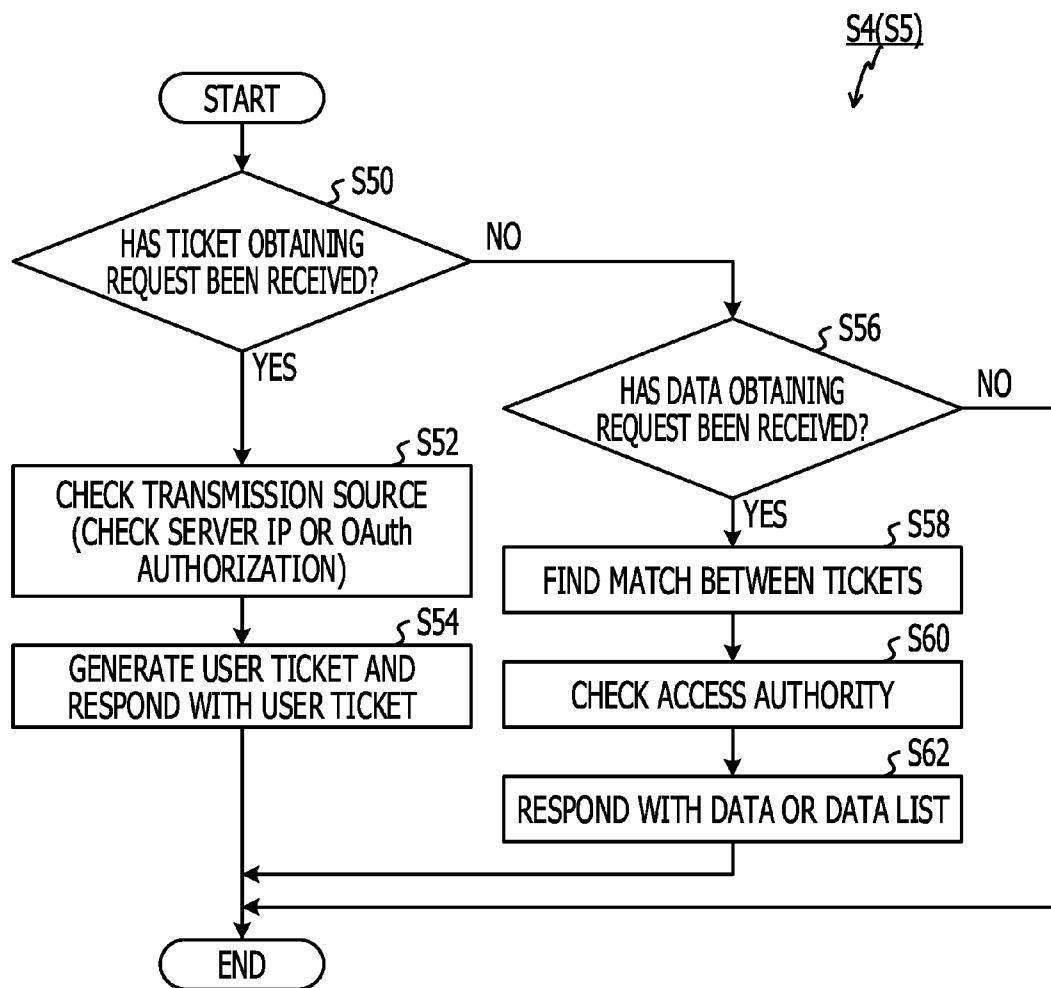 S4(S5)
START
S50
HAS TICKET OBTAINING
REQUEST BEEN RECEIVED?
NO
YES
S56
HAS DATA OBTAINING
REQUEST BEEN RECEIVED?
NO
YES
S52
CHECK TRANSMISSION SOURCE
(CHECK SERVER IP OR OAuth
AUTHORIZATION)
S54
GENERATE USER TICKET AND
RESPOND WITH USER TICKET
S58
FIND MATCH BETWEEN TICKETS
S60
CHECK ACCESS AUTHORITY
S62
RESPOND WITH DATA OR DATA LIST
END